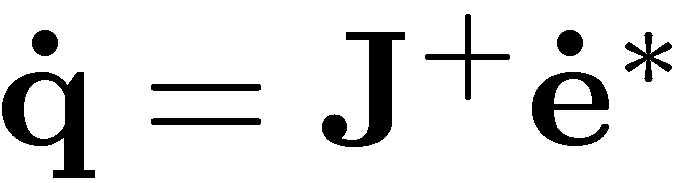 q̇ = J⁺ ė*